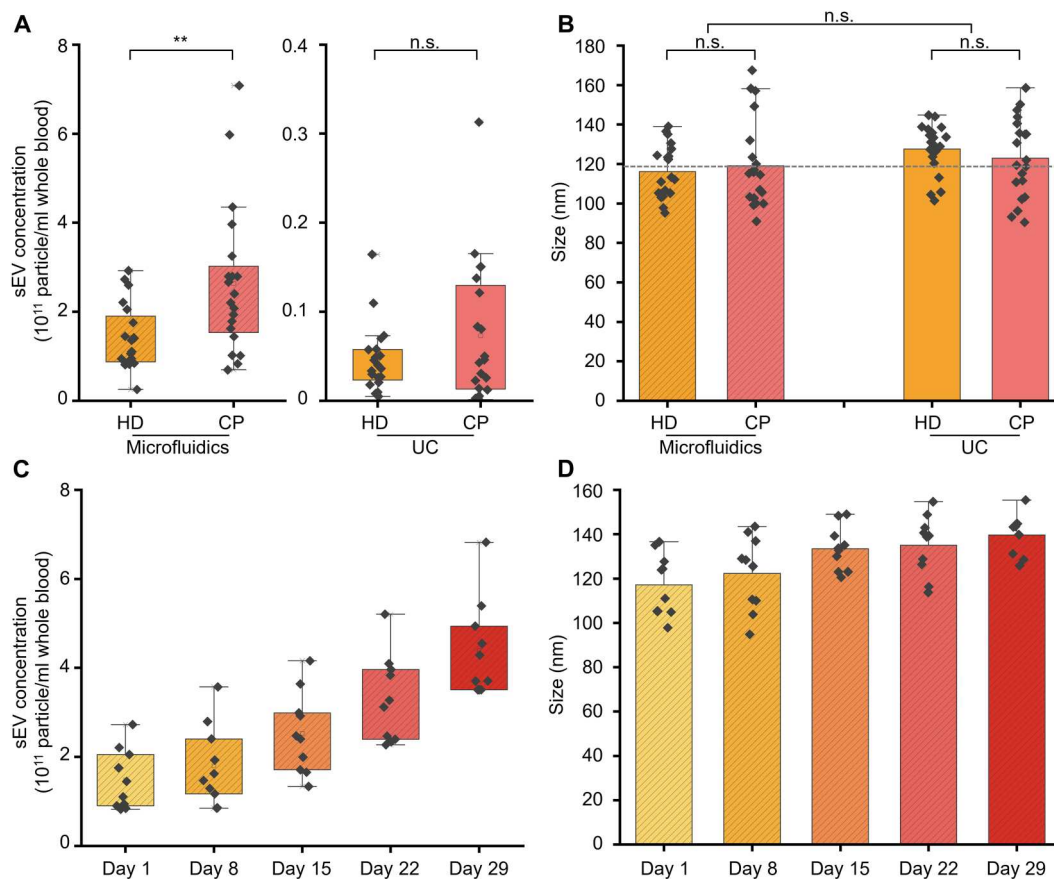 A
sEV concentration
(10¹¹ particle/ml whole blood)
8
6
4
2
0
**
HD CP
Microfluidics
0.4
0.3
0.2
0.1
0
n.s.
HD CP
UC
B
Size (nm)
180
160
140
120
100
80
60
40
20
0
n.s.
n.s. n.s.
HD CP HD CP
Microfluidics UC
C
sEV concentration
(10¹¹ particle/ml whole blood)
8
6
4
2
0
Day 1 Day 8 Day 15 Day 22 Day 29
D
Size (nm)
160
140
120
100
80
60
40
20
0
Day 1 Day 8 Day 15 Day 22 Day 29